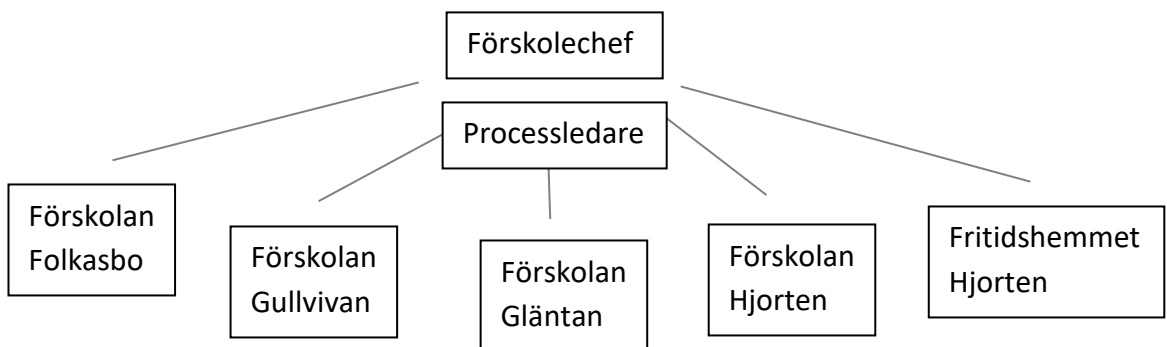 Förskolechef
Processledare
Förskolan
Folkasbo
Förskolan
Gullvivan
Förskolan
Gläntan
Förskolan
Hjorten
Fritidshemmet
Hjorten